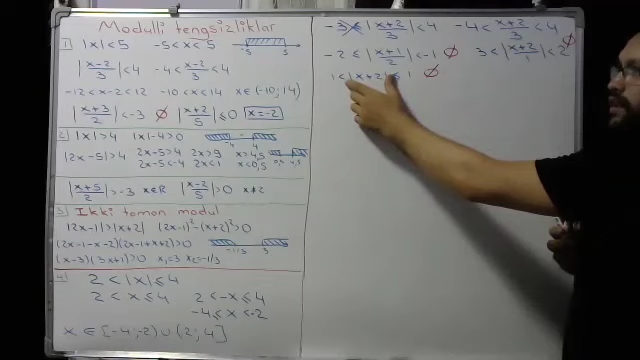 Modulli tengsizliklar
1) |x|<5 -5<x<5 -5 5
|x-2/3|<4 -4<x-2/3<4
-12<x-2<12 -10<x<14 x∈(-10;14)
|x+3/2|<-3 ∅ |x+2/5|≤0 x=-2
2) |x|>4 |x|-4>0 -4 4
|2x-5|>4 2x-5>4 2x>9 x>4,5
2x-5<-4 2x<1 x<0,5
|x+5/2|>-3 x∈R |x-2/5|>0 x≠2
3) Ikki tomon modul
|2x-1|>|x+2| (2x-1)²-(x+2)²>0
(2x-1-x-2)(2x-1+x+2)>0 -1/3 3
(x-3)(3x+1)>0 x₁=3 x₂=-1/3
4) 2<|x|≤4
2<x≤4 2<-x≤4
-4≤x<-2
x∈[-4;-2)∪(2;4]
-3<|x+2/3|<4 -4<x+2/3<4
-2≤|x+1/2|<-1 ∅ 3<|x+2/1|<2 ∅
1<|x+2|≤1 ∅